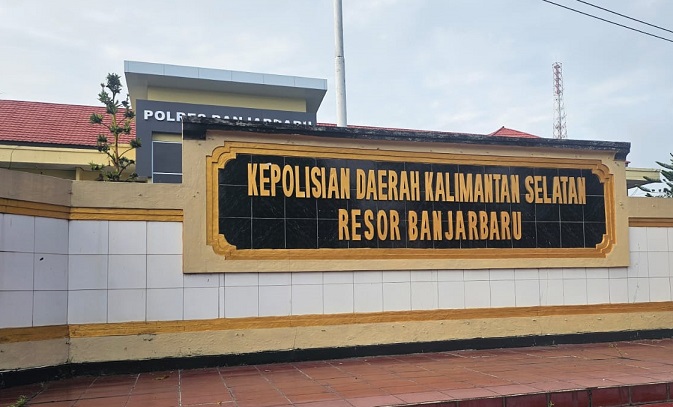 POLRES BANJARBARU
KEPOLISIAN DAERAH KALIMANTAN SELATAN
RESOR BANJARBARU